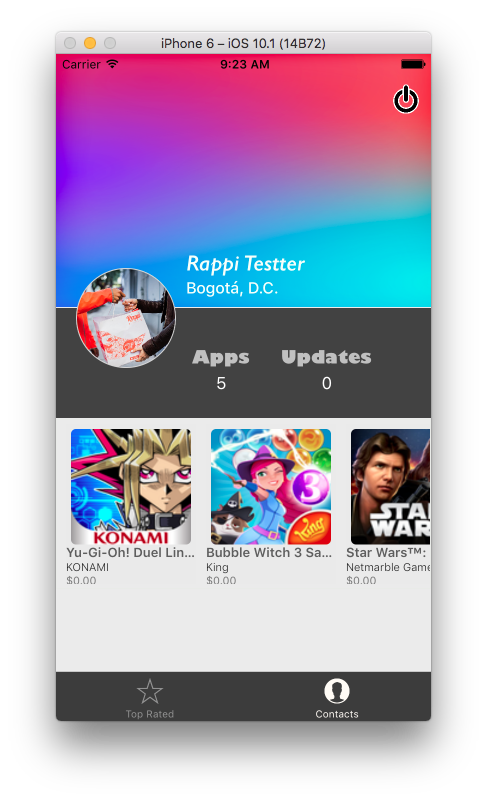 iPhone 6 – iOS 10.1 (14B72)
Carrier 9:23 AM
Rappi Testter
Bogotá, D.C.
Apps Updates
5 0
KONAMI
3
King
STAR
WARS
Yu-Gi-Oh! Duel Lin... Bubble Witch 3 Sa... Star Wars™:
KONAMI King Netmarble Game
$0.00 $0.00 $0.00
Top Rated Contacts